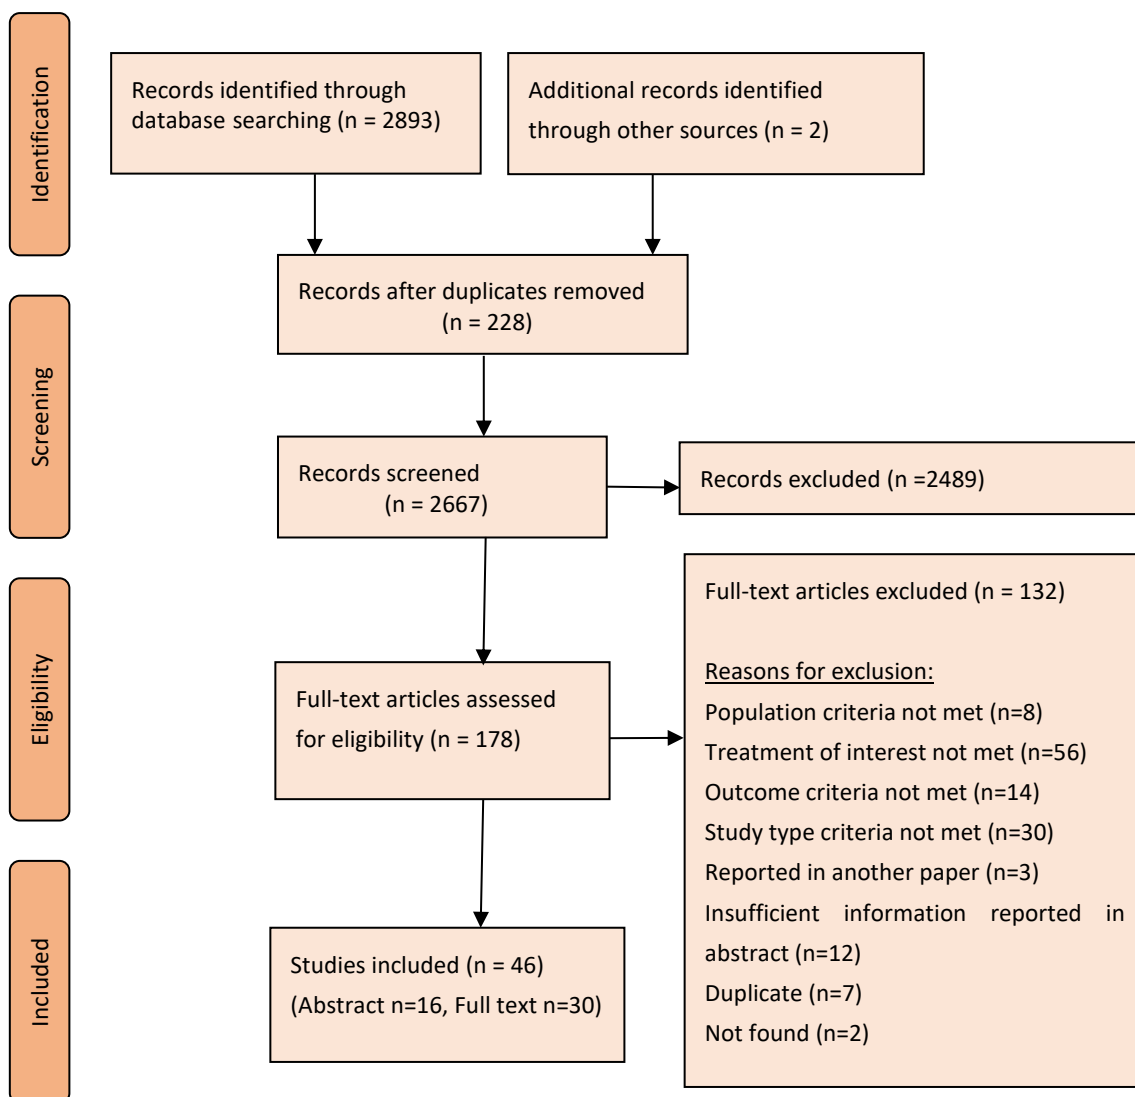 Identification
Records identified through
database searching (n = 2893)
Additional records identified
through other sources (n = 2)
Records after duplicates removed
(n = 228)
Screening
Records screened
(n = 2667)
Records excluded (n =2489)
Eligibility
Full-text articles assessed
for eligibility (n = 178)
Full-text articles excluded (n = 132)
Reasons for exclusion:
Population criteria not met (n=8)
Treatment of interest not met (n=56)
Outcome criteria not met (n=14)
Study type criteria not met (n=30)
Reported in another paper (n=3)
Insufficient information reported in
abstract (n=12)
Duplicate (n=7)
Not found (n=2)
Included
Studies included (n = 46)
(Abstract n=16, Full text n=30)